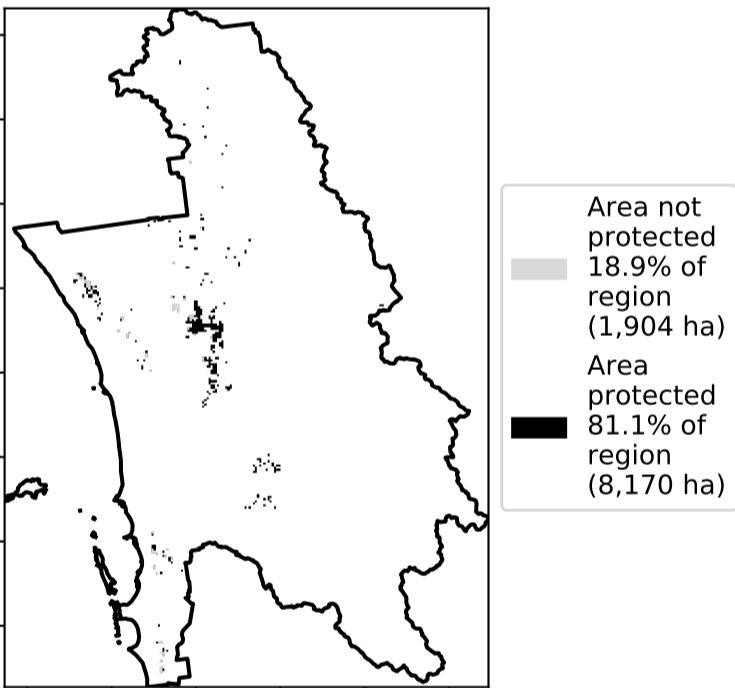 Area not
protected
18.9% of
region
(1,904 ha)
Area
protected
81.1% of
region
(8,170 ha)